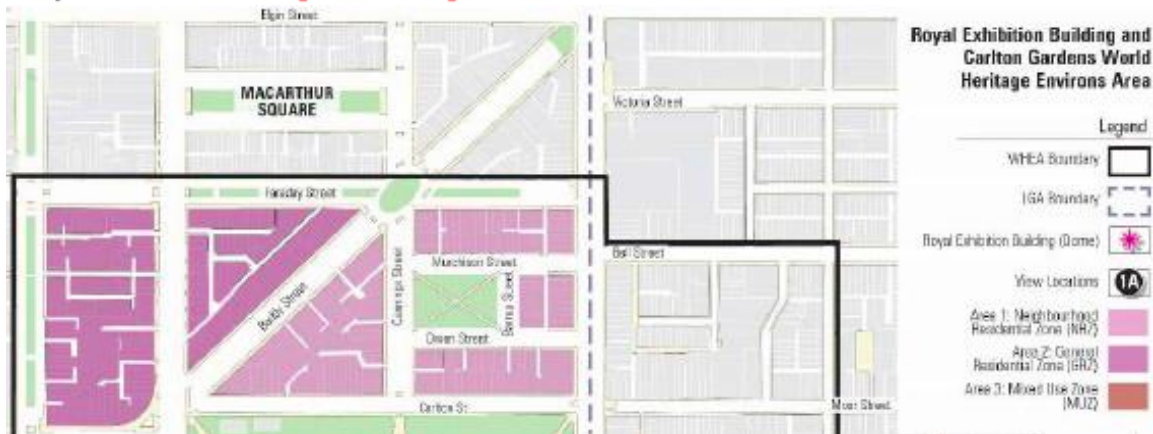 Elgin Street
Royal Exhibition Building and
Carlton Gardens World
Heritage Environs Area
MACARTHUR
SQUARE
Victoria Street
Legend
WHEA Boundary
Faraday Street
LGA Boundary
Royal Exhibition Building (Dome)
Bell Street
Murchison Street
View Locations
1A
Street
Barkly Street
Street
Area 1: Neighbourhood
Residential Zone (NRZ)
Owen Street
Area 2: General
Residential Zone (GRZ)
Area 3: Mixed Use Zone
(MUZ)
Carlton St
Moor Street